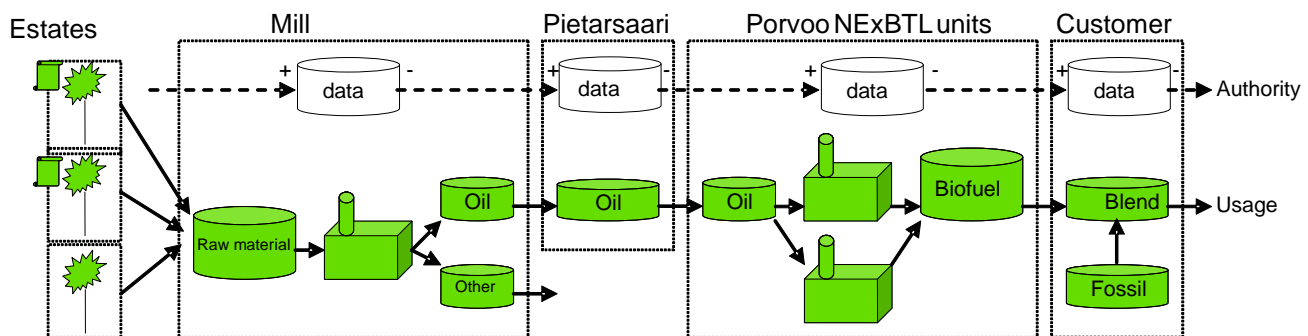 Estates
Mill
Pietarsaari
Porvoo NExBTL units
Customer
+ data -
+ data -
+ data -
+ data -
Authority
Raw material
Oil
Other
Oil
Oil
Biofuel
Blend
Usage
Fossil